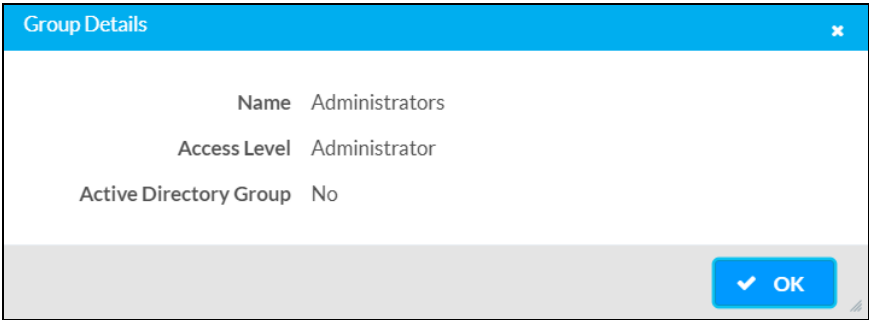 Group Details
Name Administrators
Access Level Administrator
Active Directory Group No
OK